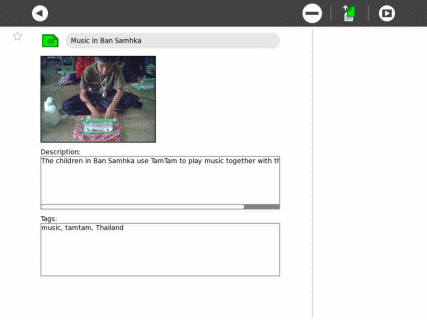 Music in Ban Samhka
Description:
The children in Ban Samhka use TamTam to play music together with th
Tags:
music, tamtam, Thailand